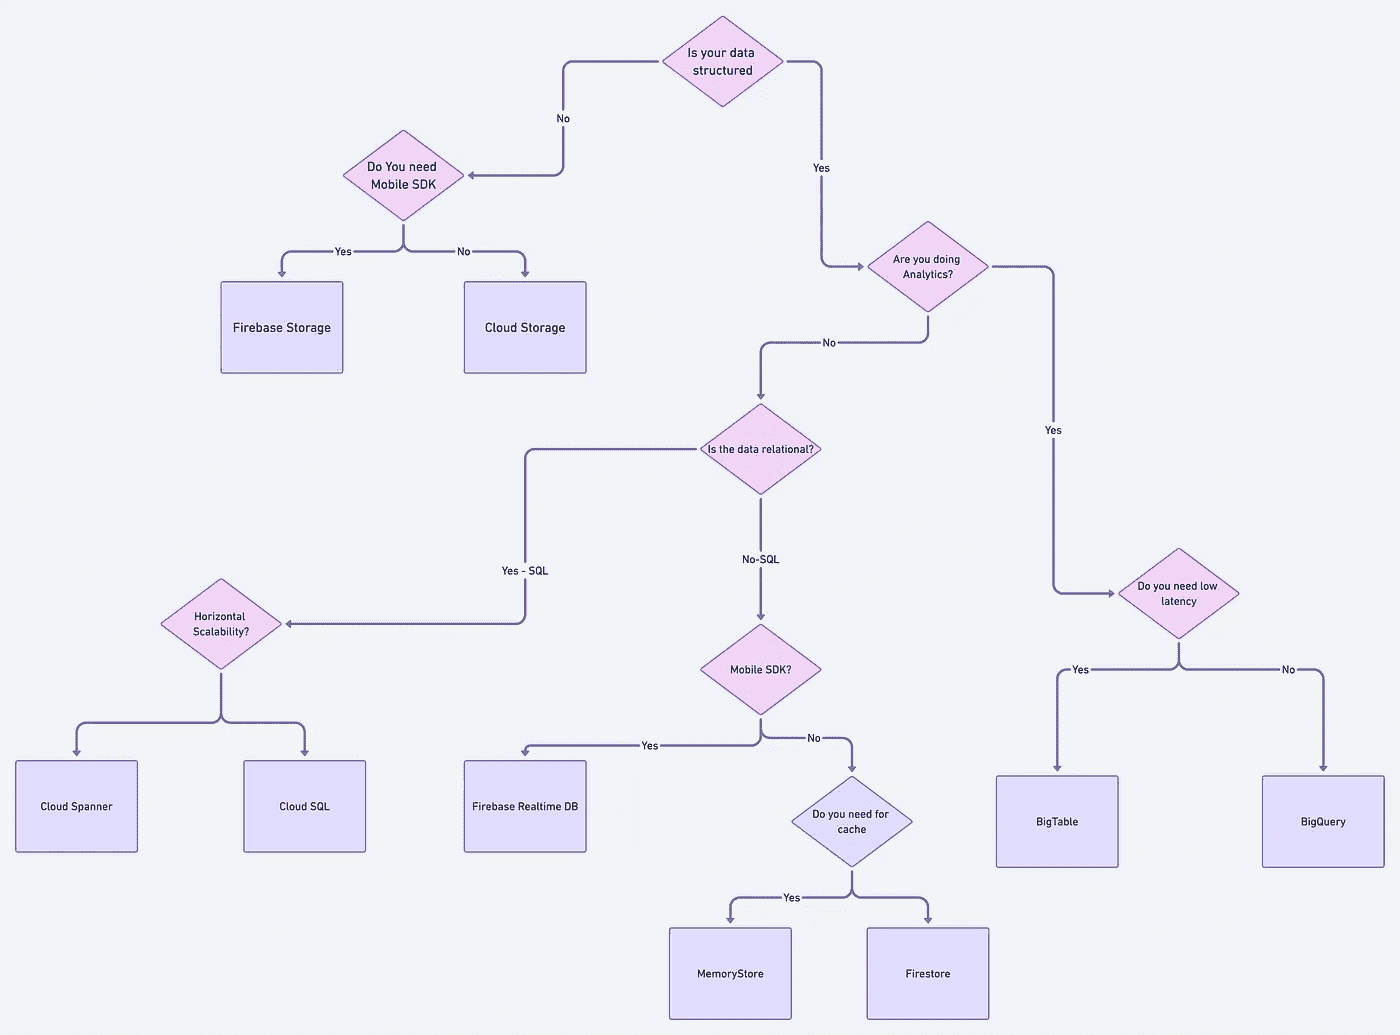 Is your data
structured
No
Do You need
Mobile SDK
Yes
Yes
No
Are you doing
Analytics?
Firebase Storage
Cloud Storage
No
Yes
Is the data relational?
No-SQL
Yes - SQL
Do you need low
latency
Horizontal
Scalability?
Mobile SDK?
Yes
No
Yes
No
Cloud Spanner
Cloud SQL
Firebase Realtime DB
Do you need for
cache
BigTable
BigQuery
Yes
MemoryStore
Firestore